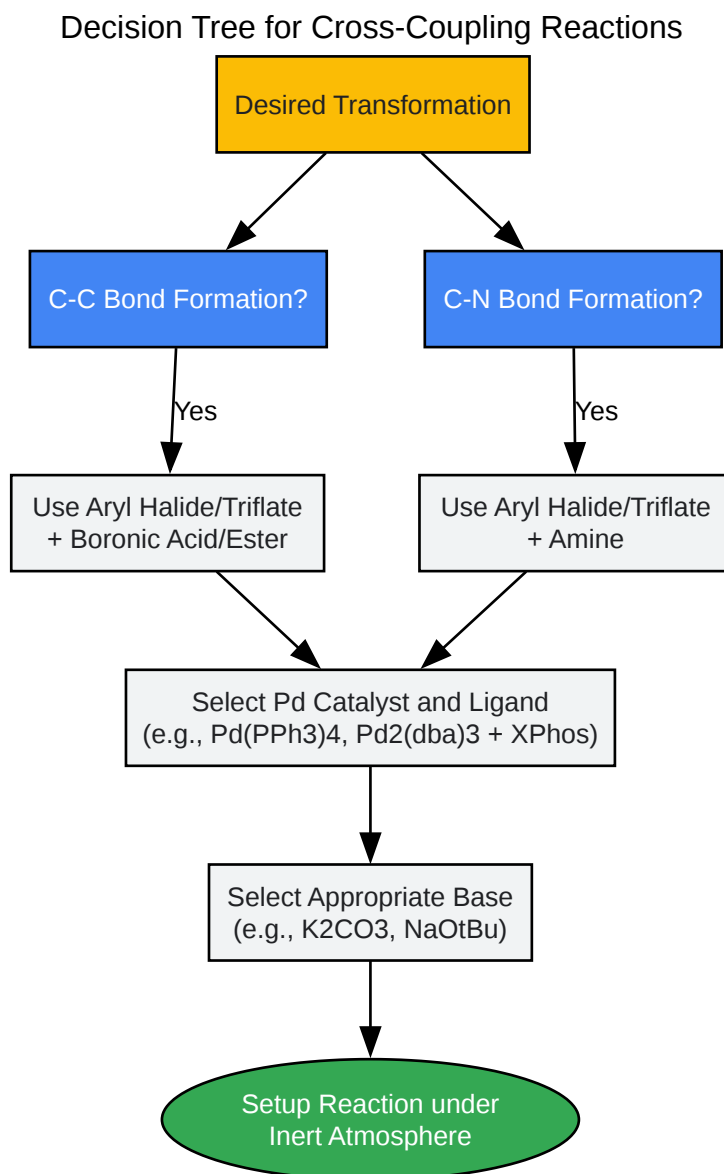 Decision Tree for Cross-Coupling Reactions
Desired Transformation
C-C Bond Formation?
C-N Bond Formation?
Yes
Yes
Use Aryl Halide/Triflate
+ Boronic Acid/Ester
Use Aryl Halide/Triflate
+ Amine
Select Pd Catalyst and Ligand
(e.g., Pd(PPh3)4, Pd2(dba)3 + XPhos)
Select Appropriate Base
(e.g., K2CO3, NaOtBu)
Setup Reaction under
Inert Atmosphere